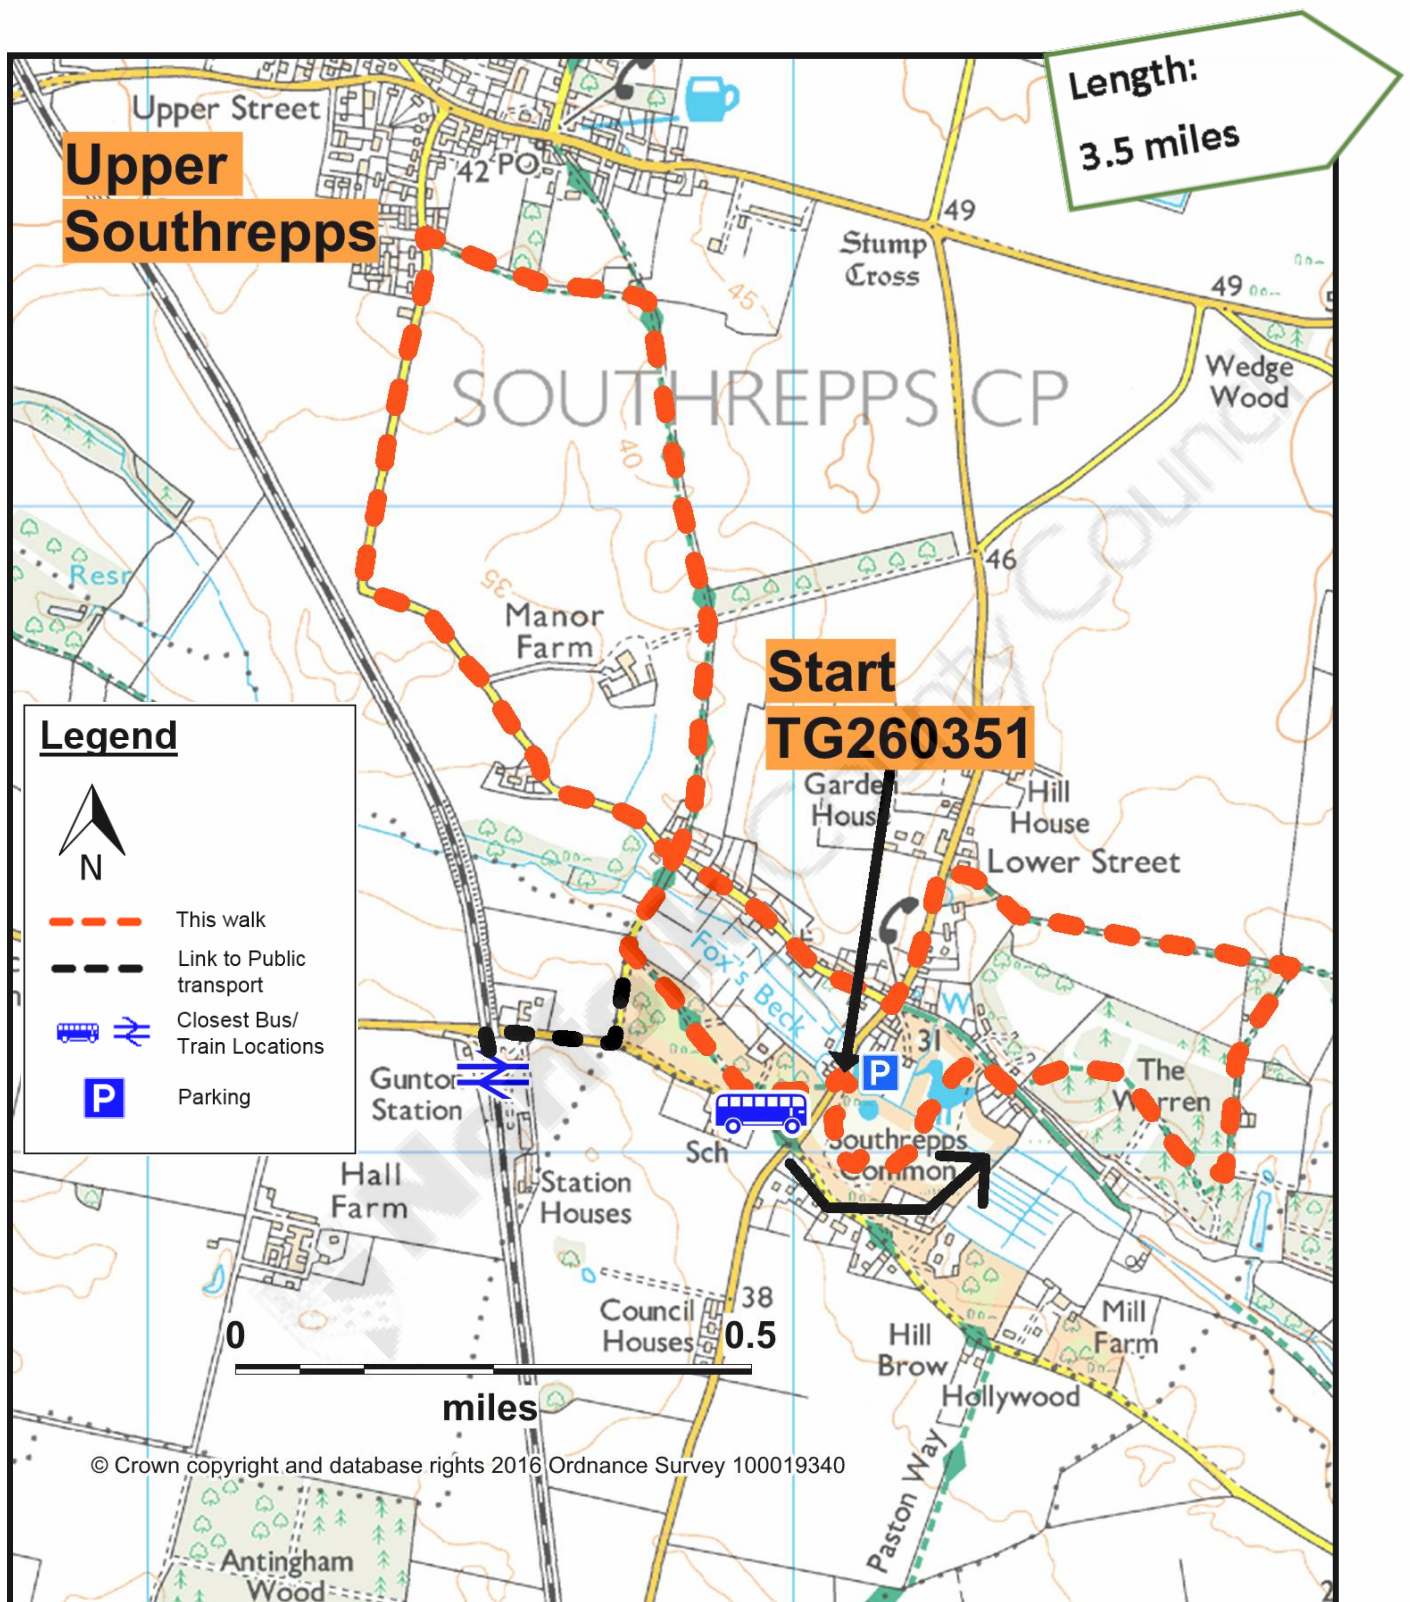 Length:
3.5 miles
Upper Street
Upper
Southrepps
42
PO
49
Stump
Cross
45
49
Wedge
Wood
SOUTHREPPS CP
40
Resr
35
46
Manor
Farm
Start
TG260351
Garden
House
Hill
House
Lower Street
Legend
N
This walk
Link to Public
transport
Closest Bus/
Train Locations
P
Parking
Fox's Beck
W
31
P
The
Warren
Gunton
Station
Sch
Southrepps
Common
Hall
Farm
Station
Houses
Council
Houses
38
0
0.5
miles
Hill
Brow
Mill
Farm
Hollywood
Paston Way
© Crown copyright and database rights 2016 Ordnance Survey 100019340
Antingham
Wood
Norfolk County Council